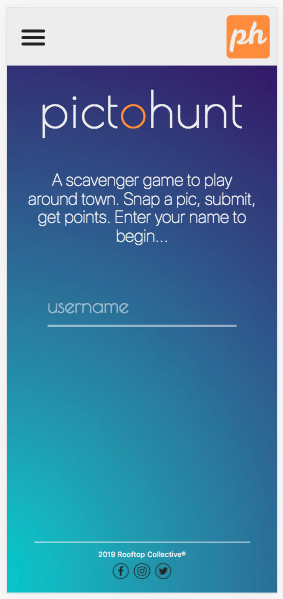 ph
pictohunt
A scavenger game to play
around town. Snap a pic, submit,
get points. Enter your name to
begin...
username
2019 Rooftop Collective®